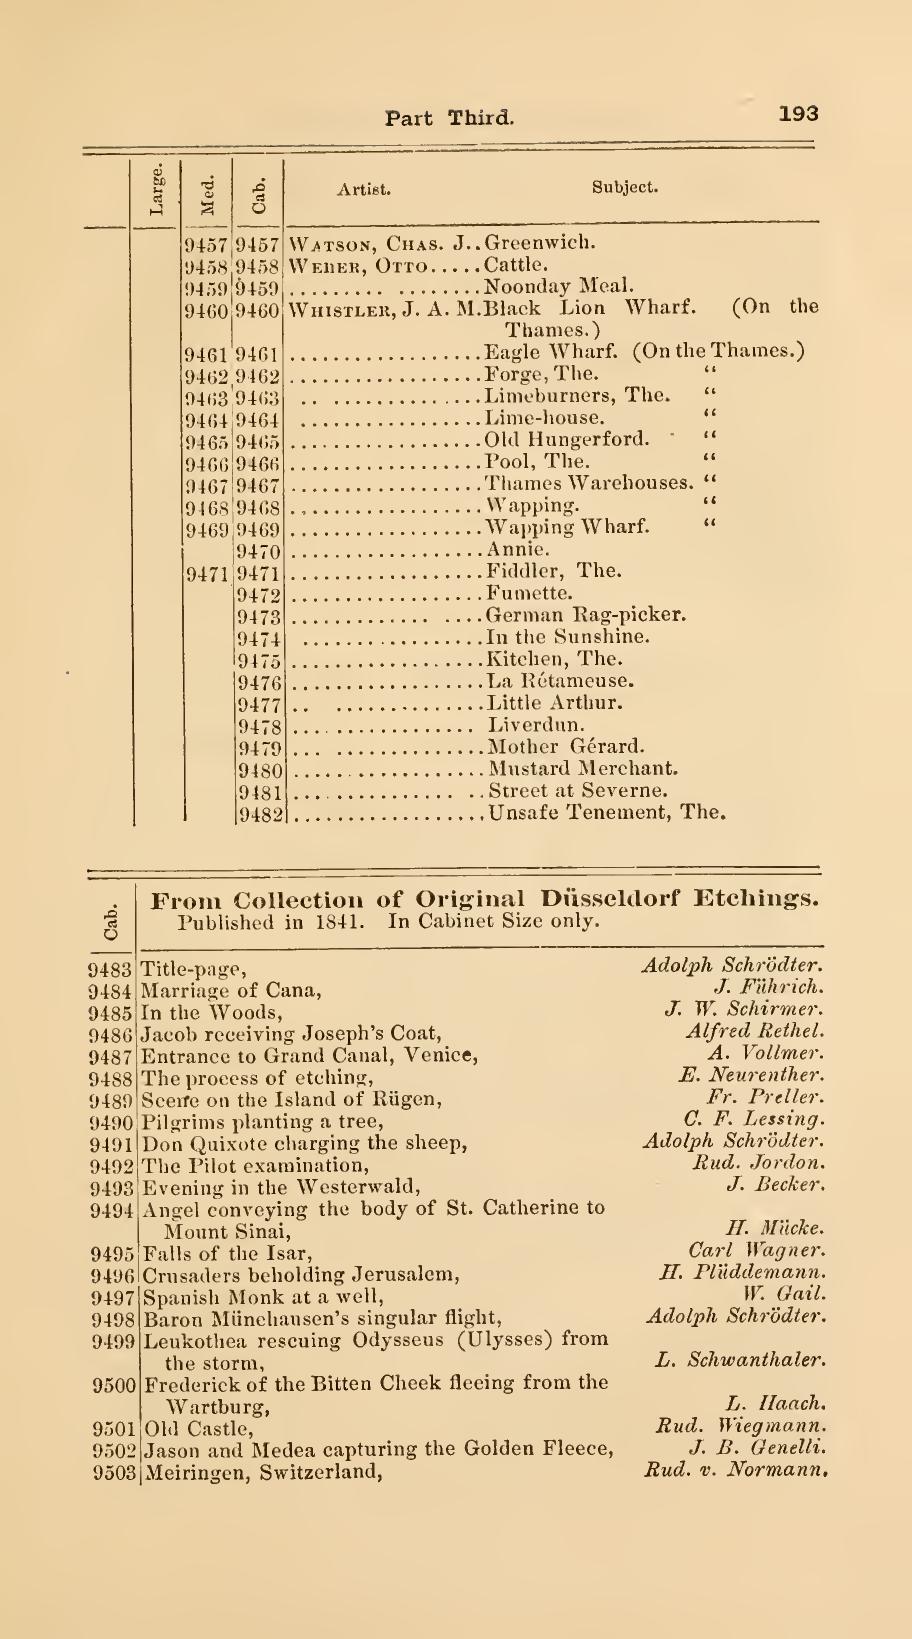 Part Third. 193
Large. Med. Cab. Artist. Subject.
9457 9457 WATSON, CHAS. J..Greenwich.
9458 9458 WEBER, OTTO.....Cattle.
9459 9459 ......... ........Noonday Meal.
9460 9460 WHISTLER, J. A. M.Black Lion Wharf. (On the
Thames.)
9461 9461 ..................Eagle Wharf. (On the Thames.)
9462 9462 ..................Forge, The. “
9463 9463 .. ...............Limeburners, The. “
9464 9464 .................Lime-house. “
9465 9465 ..................Old Hungerford. “
9466 9466 ..................Pool, The. “
9467 9467 ..................Thames Warehouses. “
9468 9468 ..................Wapping. “
9469 9469 ..................Wapping Wharf. “
9470 ..................Annie.
9471 9471 ..................Fiddler, The.
9472 ..................Fumette.
9473 ............. ....German Rag-picker.
9474 .................In the Sunshine.
9475 ..................Kitchen, The.
9476 ..................La Rétameuse.
9477 .. ..............Little Arthur.
9478 ................. Liverdun.
9479 ... ..............Mother Gérard.
9480 ..................Mustard Merchant.
9481 ............... ..Street at Severne.
9482 ..................Unsafe Tenement, The.
Cab. From Collection of Original Düsseldorf Etchings.
Published in 1841. In Cabinet Size only.
9483 Title-page, Adolph Schrödter.
9484 Marriage of Cana, J. Führich.
9485 In the Woods, J. W. Schirmer.
9486 Jacob receiving Joseph's Coat, Alfred Rethel.
9487 Entrance to Grand Canal, Venice, A. Vollmer.
9488 The process of etching, E. Neurenther.
9489 Scene on the Island of Rügen, Fr. Preller.
9490 Pilgrims planting a tree, C. F. Lessing.
9491 Don Quixote charging the sheep, Adolph Schrödter.
9492 The Pilot examination, Rud. Jordon.
9493 Evening in the Westerwald, J. Becker.
9494 Angel conveying the body of St. Catherine to
Mount Sinai, H. Mücke.
9495 Falls of the Isar, Carl Wagner.
9496 Crusaders beholding Jerusalem, H. Plüddemann.
9497 Spanish Monk at a well, W. Gail.
9498 Baron Münchausen's singular flight, Adolph Schrödter.
9499 Leukothea rescuing Odysseus (Ulysses) from
the storm, L. Schwanthaler.
9500 Frederick of the Bitten Cheek fleeing from the
Wartburg, L. Haach.
9501 Old Castle, Rud. Wiegmann.
9502 Jason and Medea capturing the Golden Fleece, J. B. Genelli.
9503 Meiringen, Switzerland, Rud. v. Normann.